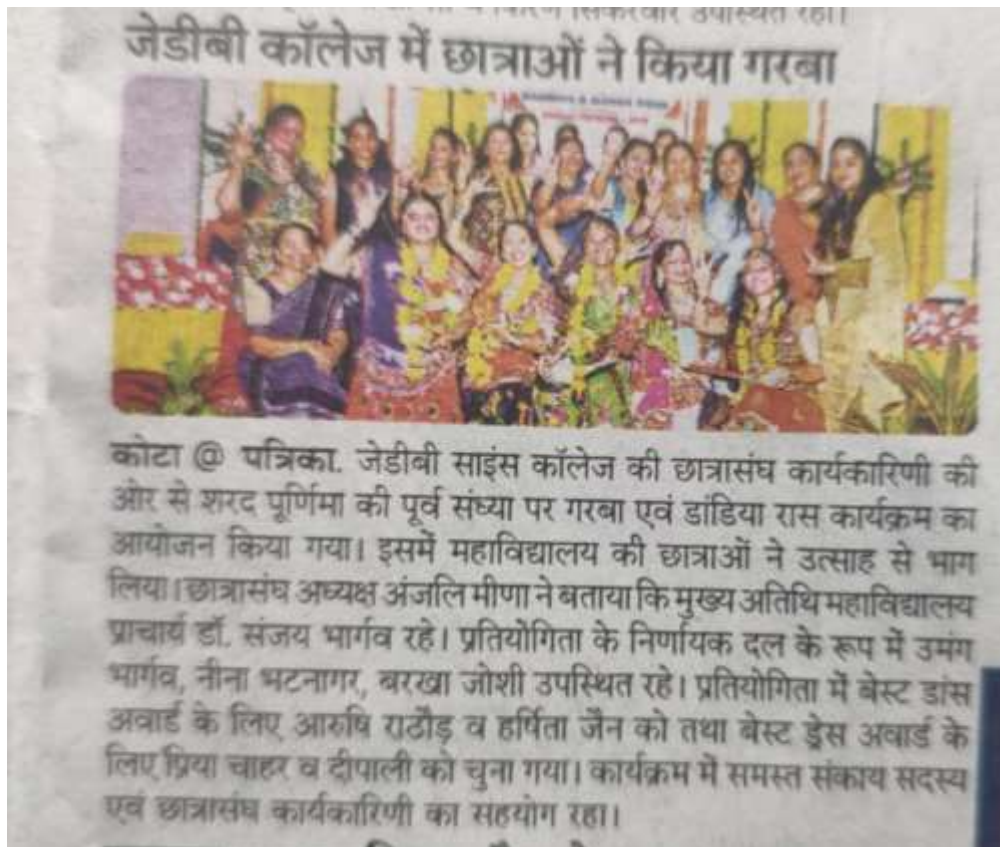 उपस्थित रहा।
जेडीबी कॉलेज में छात्राओं ने किया गरबा
कोटा @ पत्रिका. जेडीबी साइंस कॉलेज की छात्रासंघ कार्यकारिणी की
ओर से शरद पूर्णिमा की पूर्व संध्या पर गरबा एवं डांडिया रास कार्यक्रम का
आयोजन किया गया। इसमें महाविद्यालय की छात्राओं ने उत्साह से भाग
लिया। छात्रासंघ अध्यक्ष अंजलि मीणा ने बताया कि मुख्य अतिथि महाविद्यालय
प्राचार्य डॉ. संजय भार्गव रहे। प्रतियोगिता के निर्णायक दल के रूप में उमंग
भार्गव, नीना भटनागर, बरखा जोशी उपस्थित रहे। प्रतियोगिता में बेस्ट डांस
अवार्ड के लिए आरुषि राठौड़ व हर्षिता जैन को तथा बेस्ट ड्रेस अवार्ड के
लिए प्रिया चाहर व दीपाली को चुना गया। कार्यक्रम में समस्त संकाय सदस्य
एवं छात्रासंघ कार्यकारिणी का सहयोग रहा।